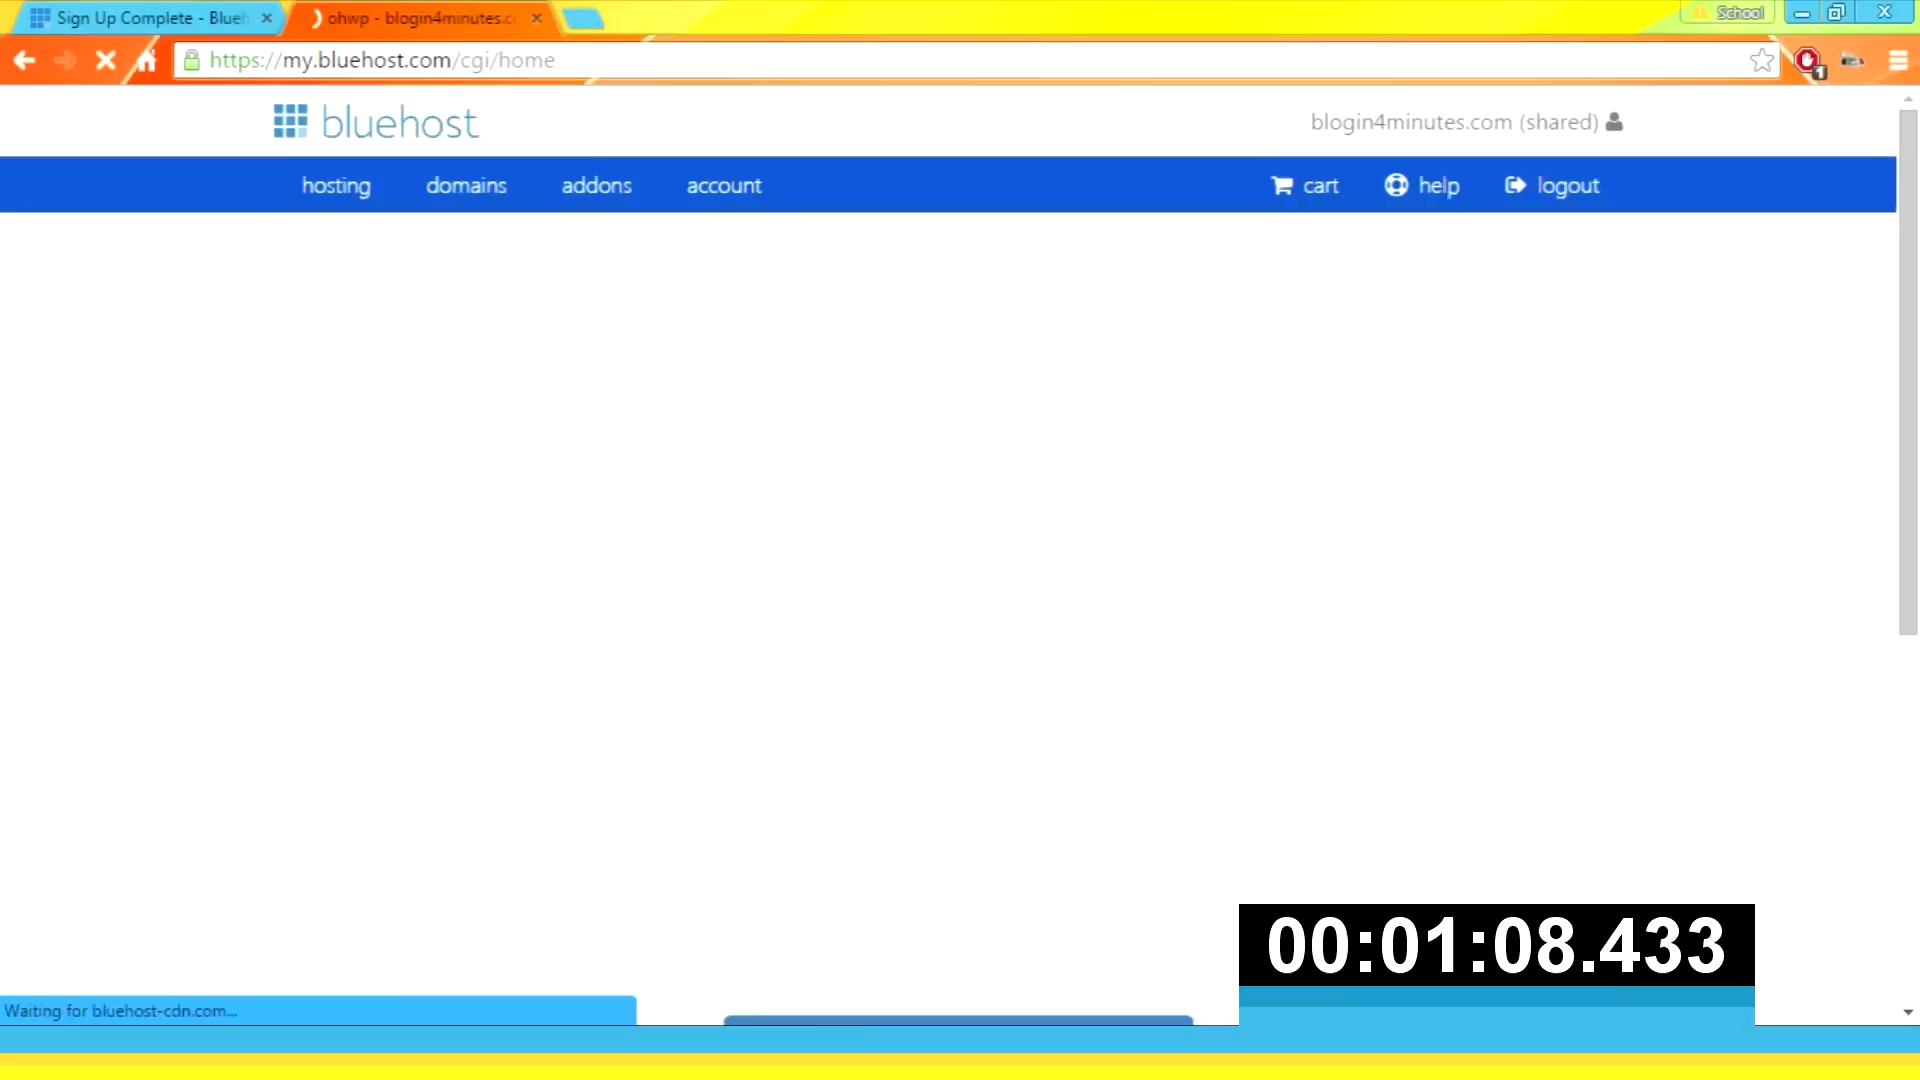 Sign Up Complete - Blueh
ohwp - blogin4minutes.c
School
https://my.bluehost.com/cgi/home
1
bluehost
blogin4minutes.com (shared)
hosting domains addons account cart help logout
00:01:08.433
Waiting for bluehost-cdn.com...